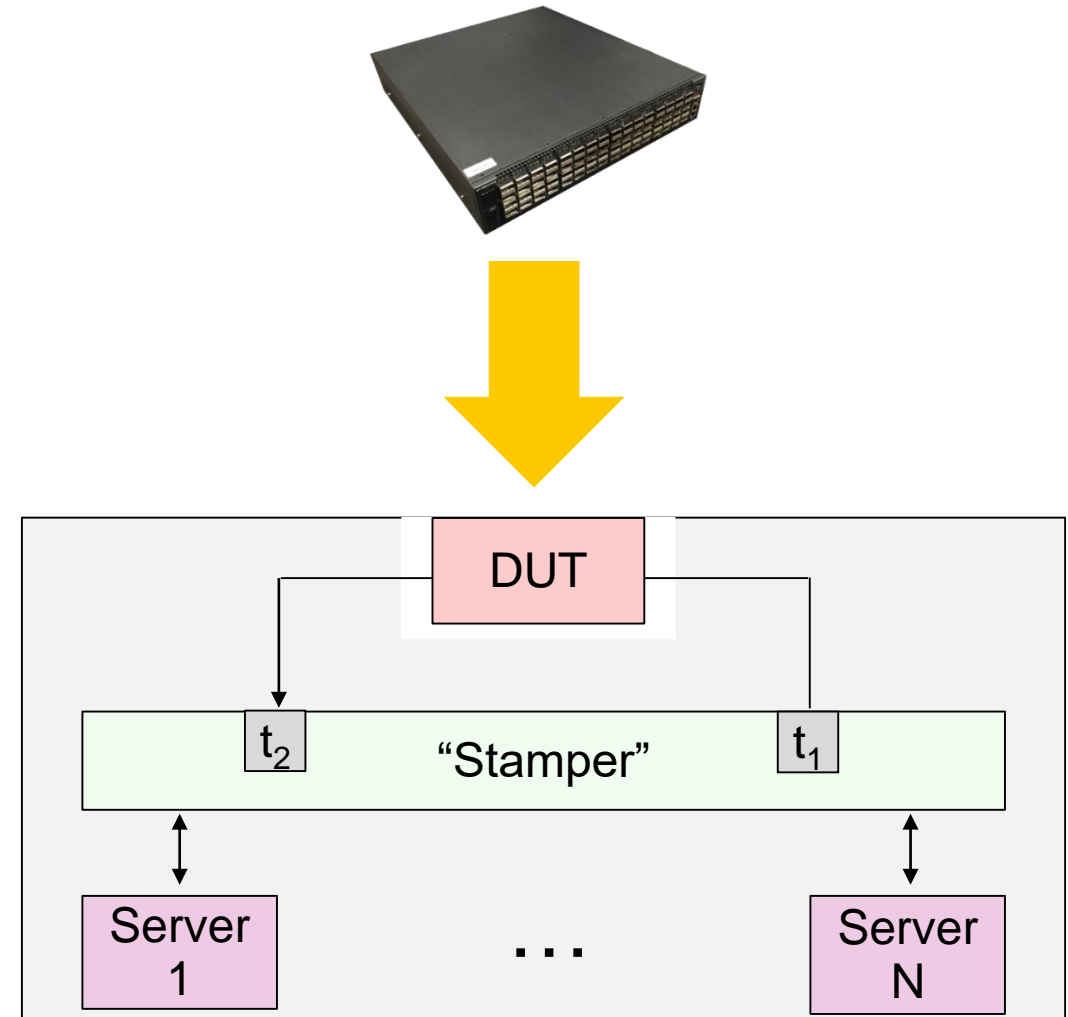 DUT
t₂ “Stamper” t₁
Server
1
...
Server
N